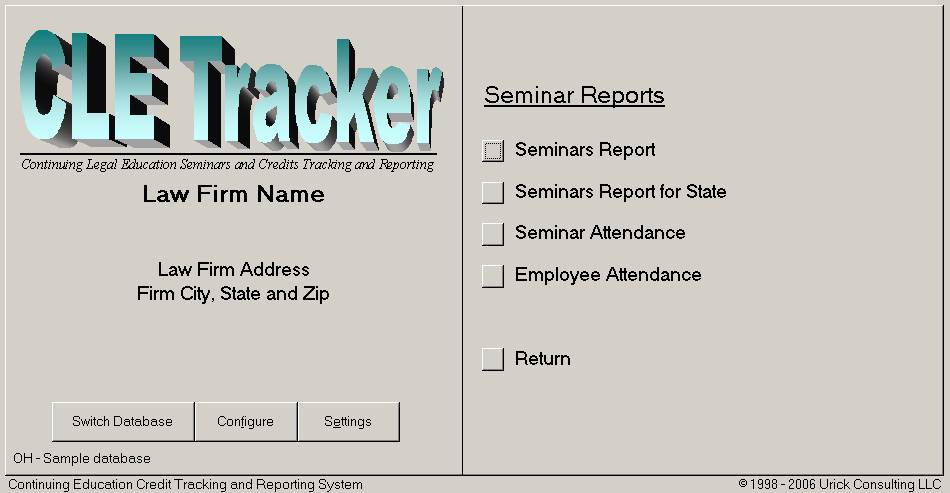 CLE Tracker
Continuing Legal Education Seminars and Credits Tracking and Reporting
Law Firm Name
Law Firm Address
Firm City, State and Zip
Switch Database
Configure
Settings
OH - Sample database
Seminar Reports
Seminars Report
Seminars Report for State
Seminar Attendance
Employee Attendance
Return
Continuing Education Credit Tracking and Reporting System
© 1998 - 2006 Urick Consulting LLC